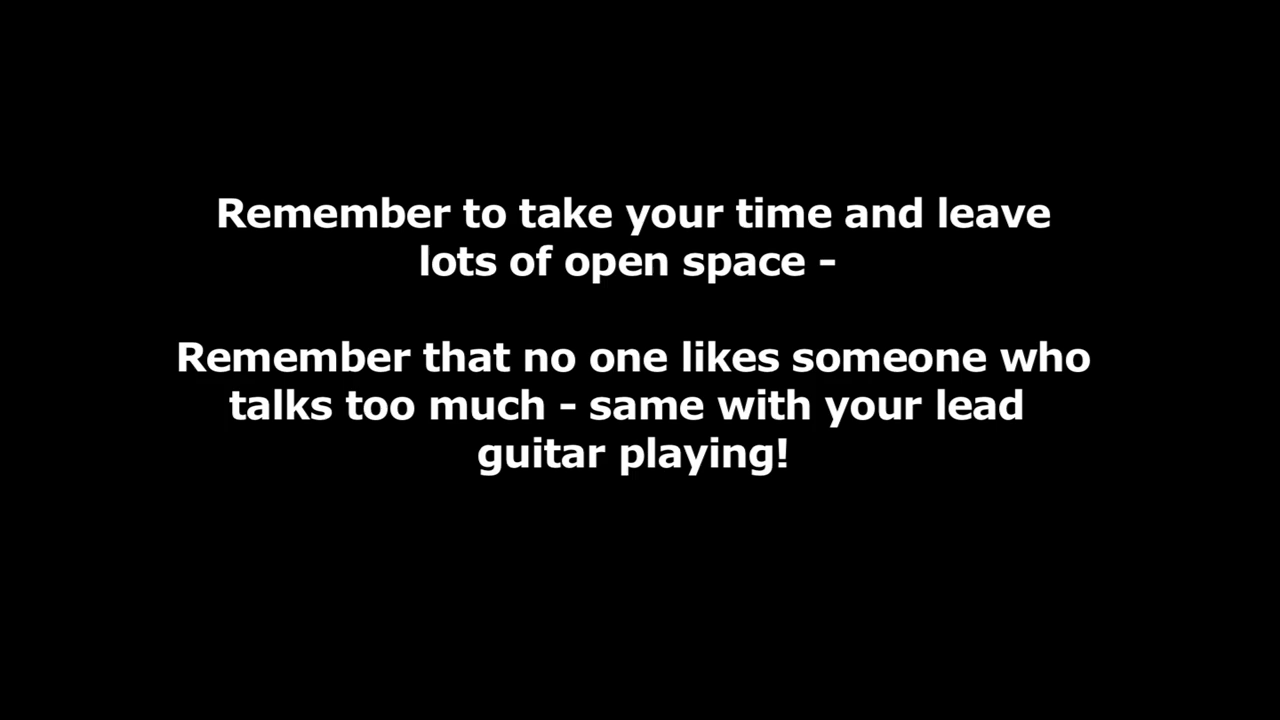 Remember to take your time and leave
lots of open space -
Remember that no one likes someone who
talks too much - same with your lead
guitar playing!